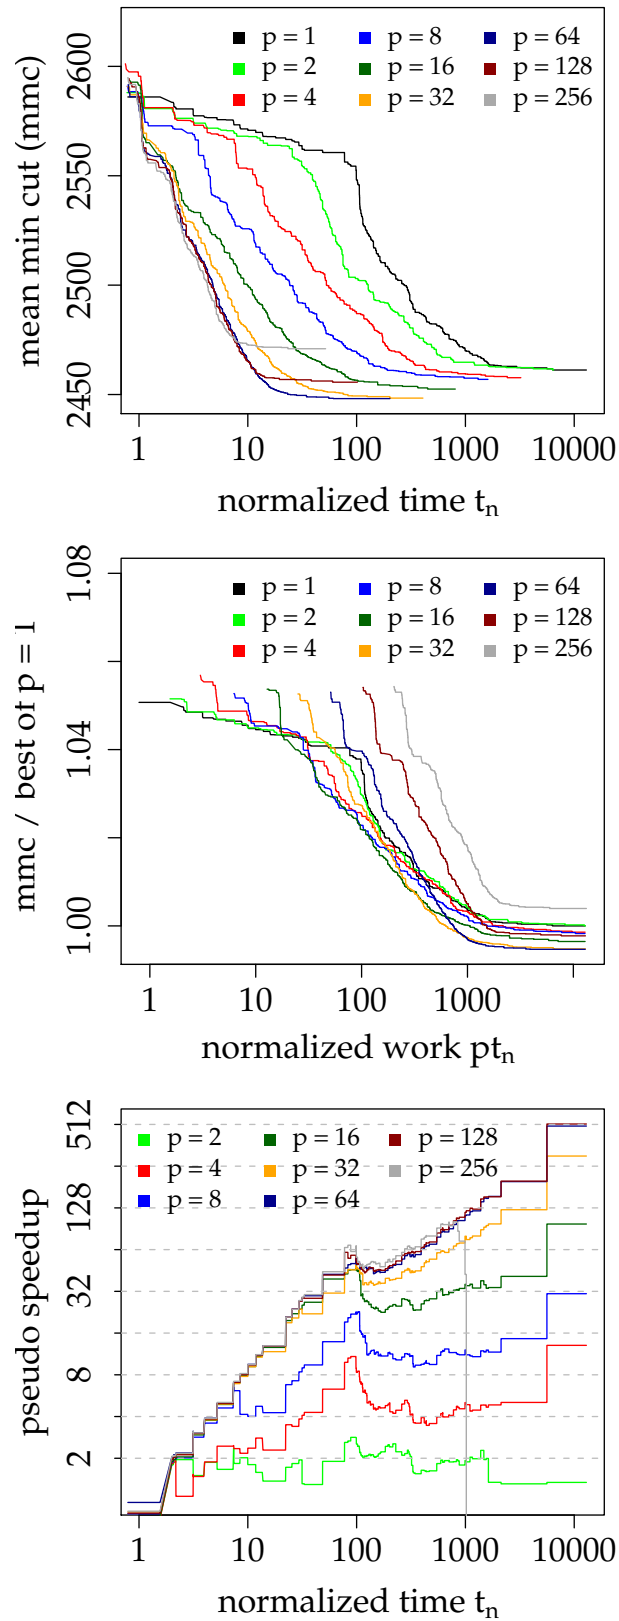 mean min cut (mmc)
2600
2550
2500
2450
p = 1 p = 8 p = 64
p = 2 p = 16 p = 128
p = 4 p = 32 p = 256
1 10 100 1000 10000
normalized time tn
mmc / best of p = 1
1.08
1.04
1.00
p = 1 p = 8 p = 64
p = 2 p = 16 p = 128
p = 4 p = 32 p = 256
1 10 100 1000
normalized work ptn
pseudo speedup
512
128
32
8
2
p = 2 p = 16 p = 128
p = 4 p = 32 p = 256
p = 8 p = 64
1 10 100 1000 10000
normalized time tn